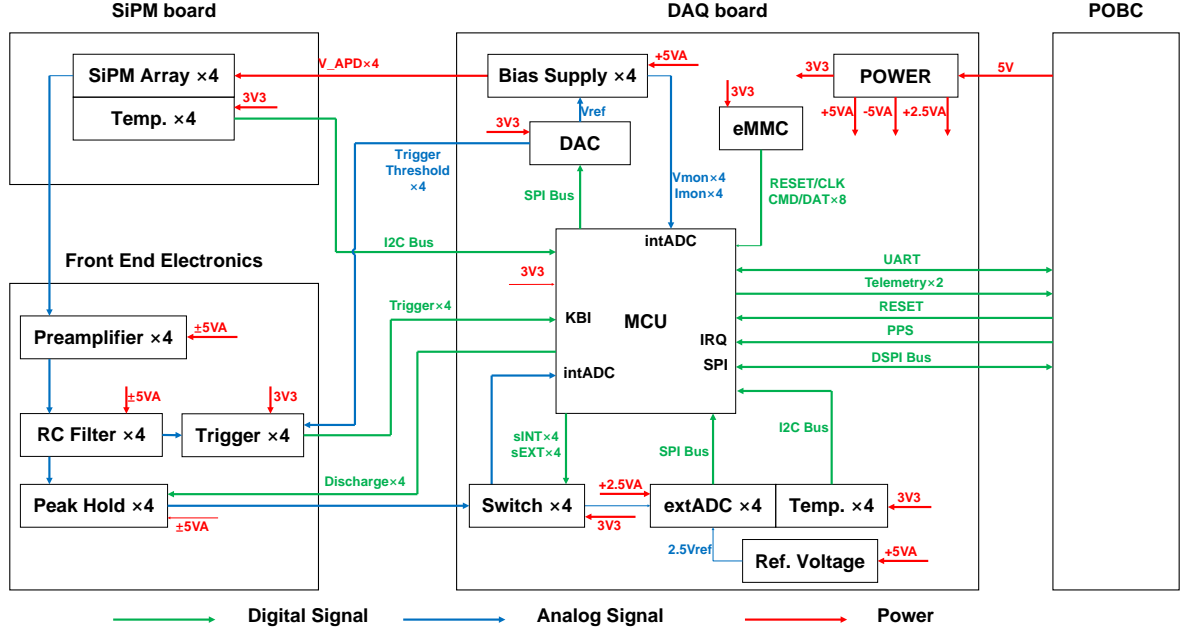 SiPM board
DAQ board
POBC
SiPM Array ×4
Temp. ×4
3V3
V_APD×4
Bias Supply ×4
+5VA
Vref
3V3
DAC
Trigger
Threshold
×4
SPI Bus
Vmon×4
Imon×4
3V3
eMMC
RESET/CLK
CMD/DAT×8
3V3
POWER
5V
+5VA
-5VA
+2.5VA
I2C Bus
Front End Electronics
Preamplifier ×4
±5VA
RC Filter ×4
±5VA
Trigger ×4
3V3
Peak Hold ×4
±5VA
Trigger×4
Discharge×4
3V3
intADC
KBI
MCU
IRQ
SPI
intADC
UART
Telemetry×2
RESET
PPS
DSPI Bus
sINT×4
sEXT×4
SPI Bus
I2C Bus
Switch ×4
+2.5VA
3V3
extADC ×4
Temp. ×4
3V3
2.5Vref
Ref. Voltage
+5VA
Digital Signal
Analog Signal
Power